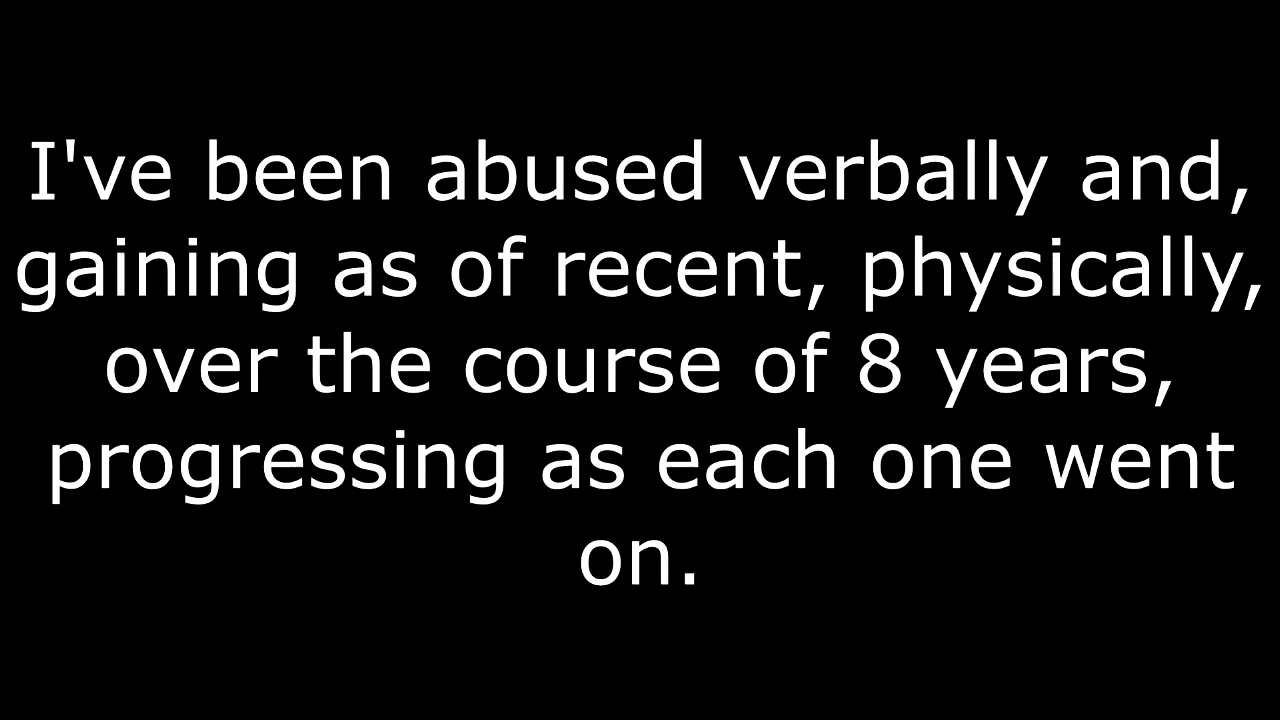 I've been abused verbally and,
gaining as of recent, physically,
over the course of 8 years,
progressing as each one went
on.